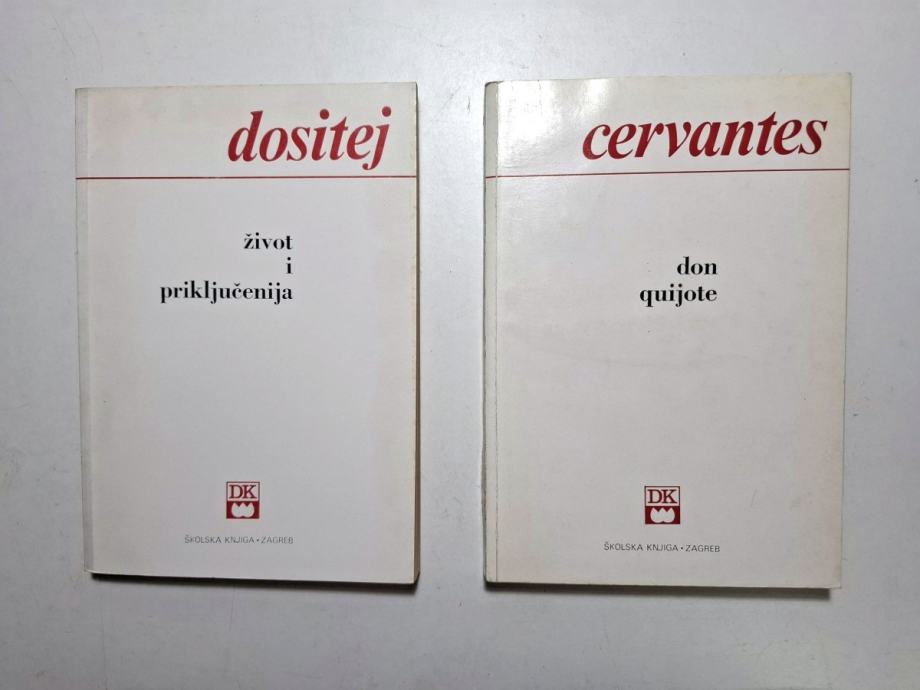 dositej
život
i
priključenija
DK
ŠKOLSKA KNJIGA • ZAGREB
cervantes
don
quijote
DK
ŠKOLSKA KNJIGA • ZAGREB